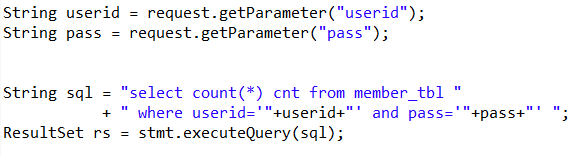 String userid = request.getParameter("userid");
String pass = request.getParameter("pass");
String sql = "select count(*) cnt from member_tbl "
+ " where userid='"+userid+"' and pass='"+pass+"' ";
ResultSet rs = stmt.executeQuery(sql);